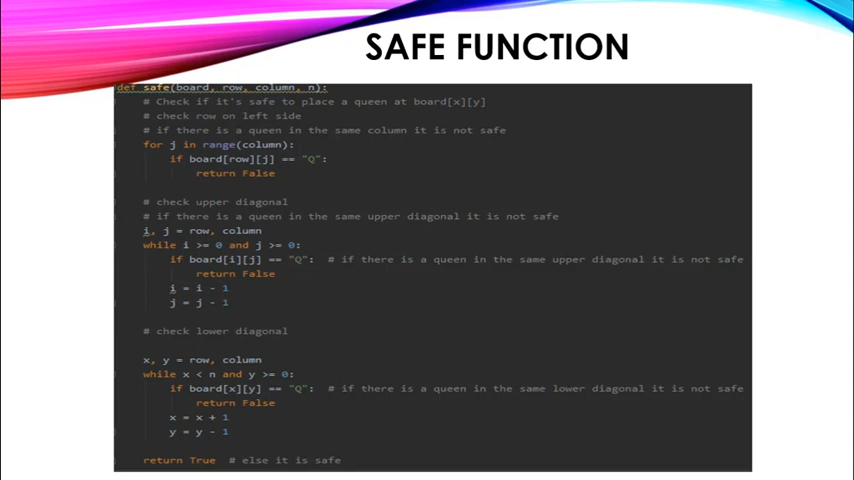 SAFE FUNCTION
def safe(board, row, column, n):
# Check if it's safe to place a queen at board[x][y]
# check row on left side
# if there is a queen in the same column it is not safe
for j in range(column):
if board[row][j] == "Q":
return False
# check upper diagonal
# if there is a queen in the same upper diagonal it is not safe
i, j = row, column
while i >= 0 and j >= 0:
if board[i][j] == "Q":  # if there is a queen in the same upper diagonal it is not safe
return False
i = i - 1
j = j - 1
# check lower diagonal
x, y = row, column
while x < n and y >= 0:
if board[x][y] == "Q":  # if there is a queen in the same lower diagonal it is not safe
return False
x = x + 1
y = y - 1
return True  # else it is safe